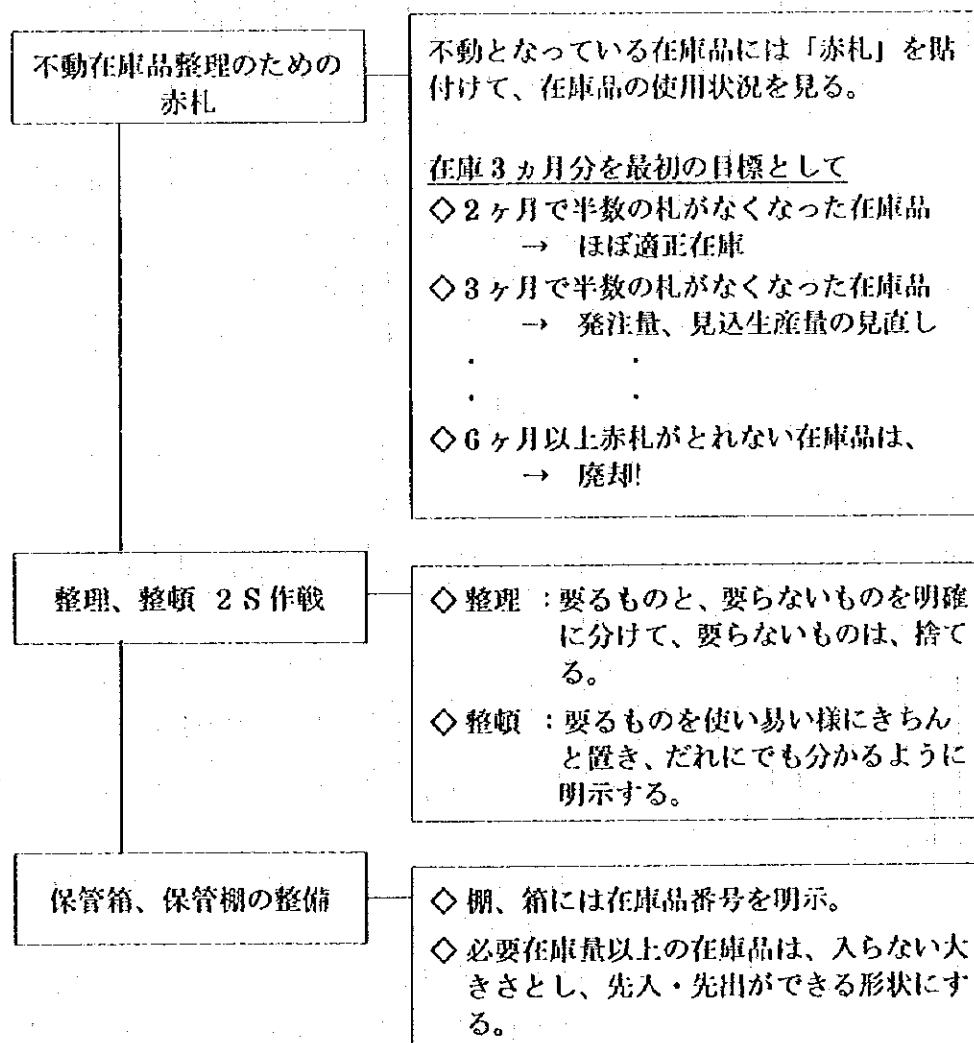 不動在庫品整理のための
赤札
不動となっている在庫品には「赤札」を貼
付けて、在庫品の使用状況を見る。
在庫3ヵ月分を最初の目標として
◇2ヶ月で半数の札がなくなった在庫品
→ ほぼ適正在庫
◇3ヶ月で半数の札がなくなった在庫品
→ 発注量、見込生産量の見直し
・ ・
・ ・
◇6ヶ月以上赤札がとれない在庫品は、
→ 廃却!
整理、整頓 2S作戦
◇整理 :要るものと、要らないものを明確
に分けて、要らないものは、捨て
る。
◇整頓 :要るものを使い易い様にきちん
と置き、だれにでも分かるように
明示する。
保管箱、保管棚の整備
◇棚、箱には在庫品番号を明示。
◇必要在庫量以上の在庫品は、入らない大
きさとし、先入・先出ができる形状にす
る。